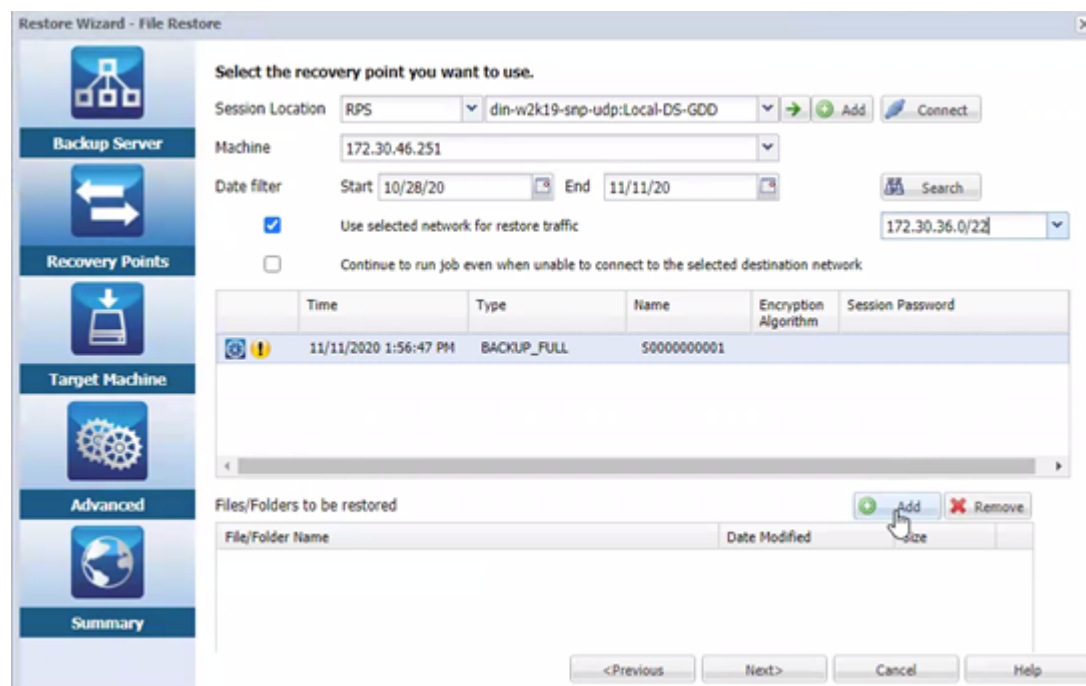 Restore Wizard - File Restore
Backup Server
Recovery Points
Target Machine
Advanced
Summary
Select the recovery point you want to use.
Session Location RPS din-w2k19-snp-udp:Local-DS-GDD Add Connect
Machine 172.30.46.251
Date filter Start 10/28/20 End 11/11/20 Search
Use selected network for restore traffic 172.30.36.0/22
Continue to run job even when unable to connect to the selected destination network
Time Type Name Encryption Algorithm Session Password
11/11/2020 1:56:47 PM BACKUP_FULL S0000000001
Files/Folders to be restored Add Remove
File/Folder Name Date Modified Size
<Previous Next> Cancel Help